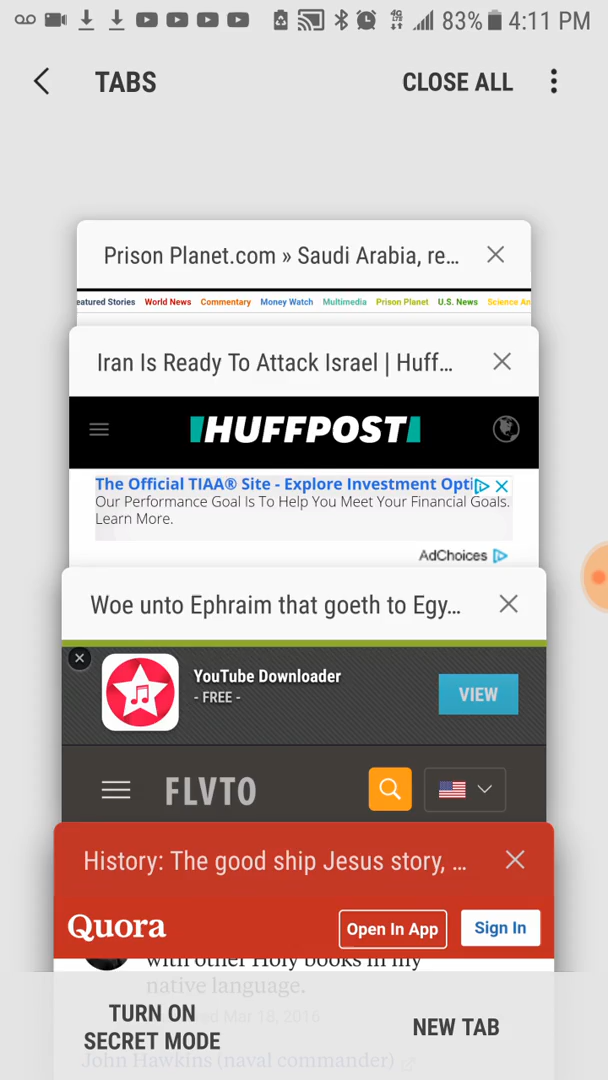 83% 4:11 PM
TABS
CLOSE ALL
Prison Planet.com » Saudi Arabia, re...
eatured Stories World News Commentary Money Watch Multimedia Prison Planet U.S. News Science An
Iran Is Ready To Attack Israel | Huff...
HUFFPOST
The Official TIAA® Site - Explore Investment Opti
Our Performance Goal Is To Help You Meet Your Financial Goals.
Learn More.
AdChoices
Woe unto Ephraim that goeth to Egy...
YouTube Downloader
- FREE -
VIEW
FLVTO
History: The good ship Jesus story, ...
Quora
Open In App
Sign In
with other Holy books in my
native language.
Mar 18, 2016
TURN ON
SECRET MODE
NEW TAB
John Hawkins (naval commander)